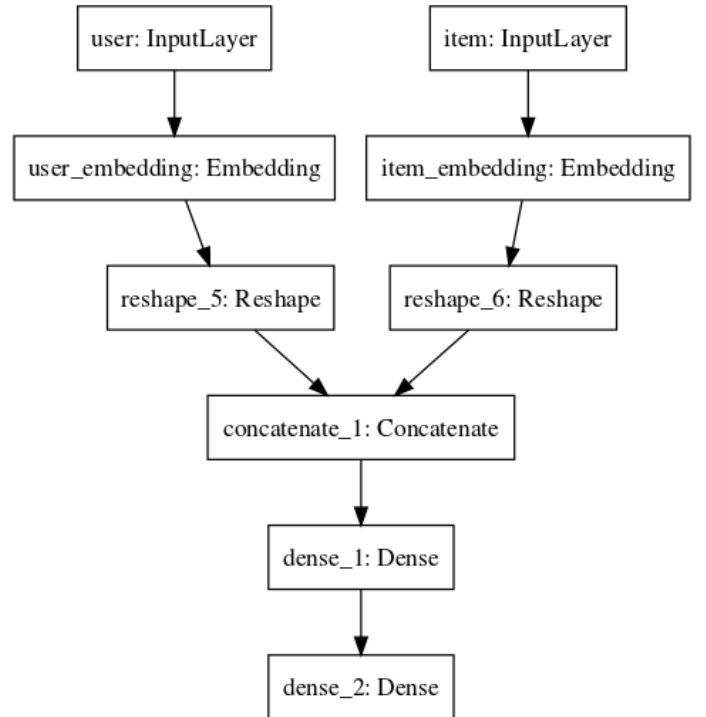 user: InputLayer
item: InputLayer
user_embedding: Embedding
item_embedding: Embedding
reshape_5: Reshape
reshape_6: Reshape
concatenate_1: Concatenate
dense_1: Dense
dense_2: Dense